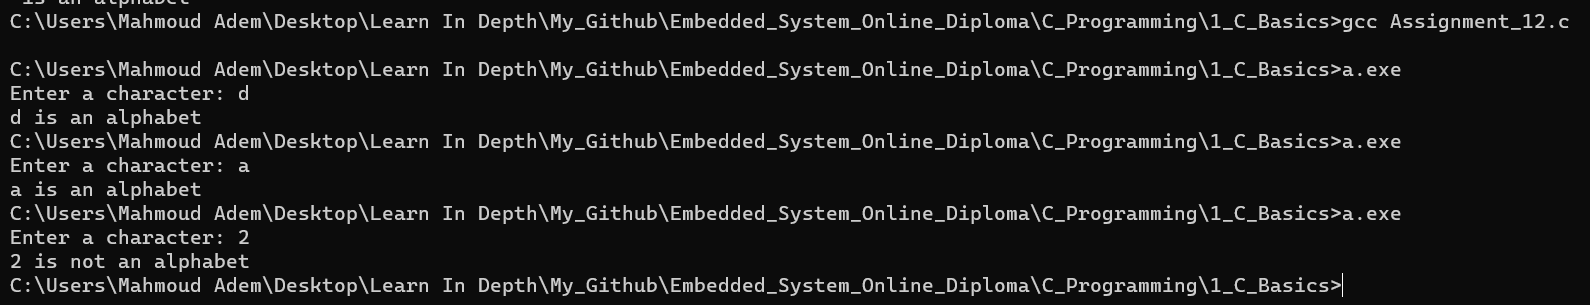 is an alphabet
C:\Users\Mahmoud Adem\Desktop\Learn In Depth\My_Github\Embedded_System_Online_Diploma\C_Programming\1_C_Basics>gcc Assignment_12.c
C:\Users\Mahmoud Adem\Desktop\Learn In Depth\My_Github\Embedded_System_Online_Diploma\C_Programming\1_C_Basics>a.exe
Enter a character: d
d is an alphabet
C:\Users\Mahmoud Adem\Desktop\Learn In Depth\My_Github\Embedded_System_Online_Diploma\C_Programming\1_C_Basics>a.exe
Enter a character: a
a is an alphabet
C:\Users\Mahmoud Adem\Desktop\Learn In Depth\My_Github\Embedded_System_Online_Diploma\C_Programming\1_C_Basics>a.exe
Enter a character: 2
2 is not an alphabet
C:\Users\Mahmoud Adem\Desktop\Learn In Depth\My_Github\Embedded_System_Online_Diploma\C_Programming\1_C_Basics>